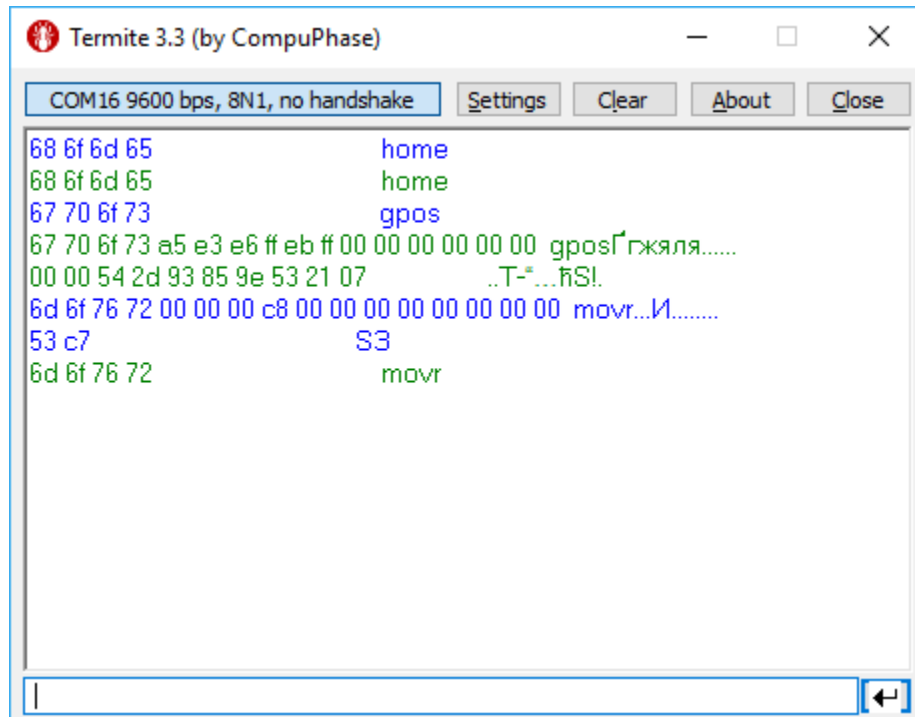 Termite 3.3 (by CompuPhase)
COM16 9600 bps, 8N1, no handshake Settings Clear About Close
68 6f 6d 65 home
68 6f 6d 65 home
67 70 6f 73 gpos
67 70 6f 73 a5 e3 e6 ff eb ff 00 00 00 00 00 00 gposҐгжяля......
00 00 54 2d 93 85 9e 53 21 07 ..T-“…ћS!.
6d 6f 76 72 00 00 00 c8 00 00 00 00 00 00 00 00 movr...И........
53 c7 SЗ
6d 6f 76 72 movr